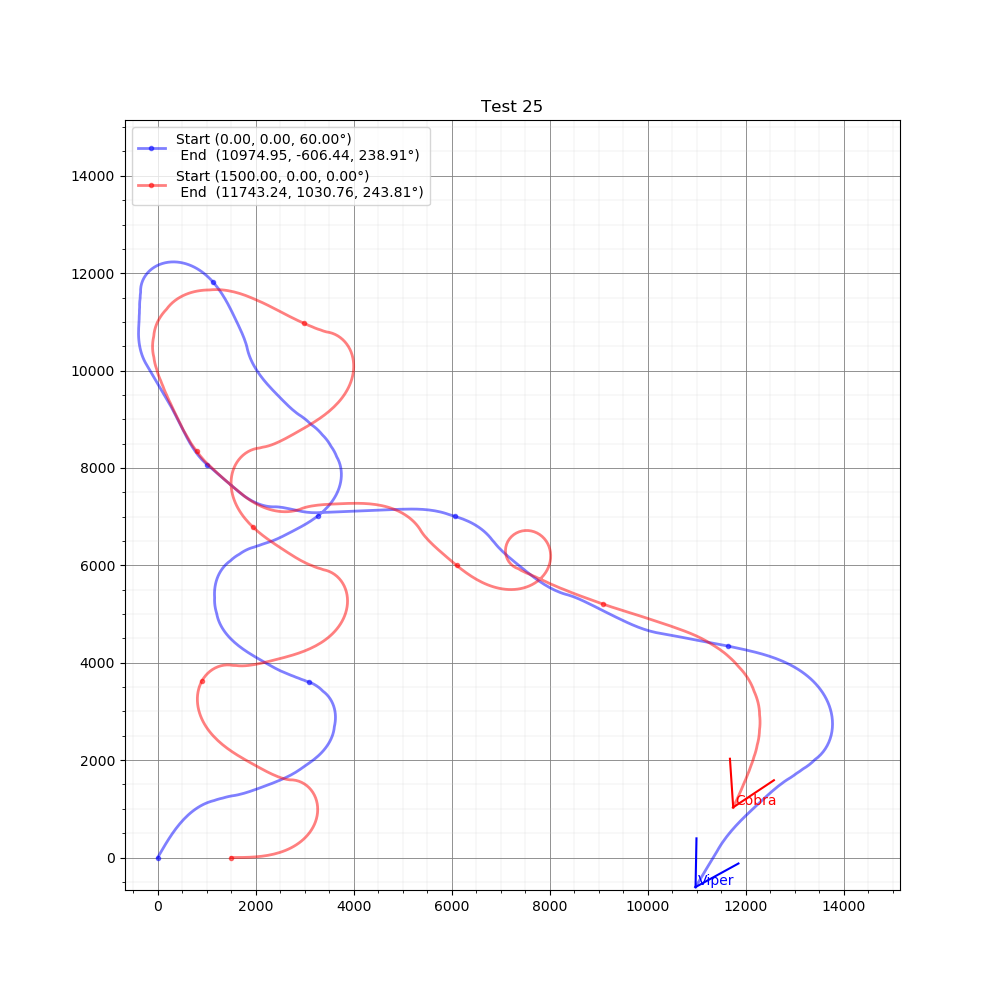 Test 25
Start (0.00, 0.00, 60.00°)
End  (10974.95, -606.44, 238.91°)
Start (1500.00, 0.00, 0.00°)
End  (11743.24, 1030.76, 243.81°)
14000
12000
10000
8000
6000
4000
2000
0
Cobra
Viper
0 2000 4000 6000 8000 10000 12000 14000